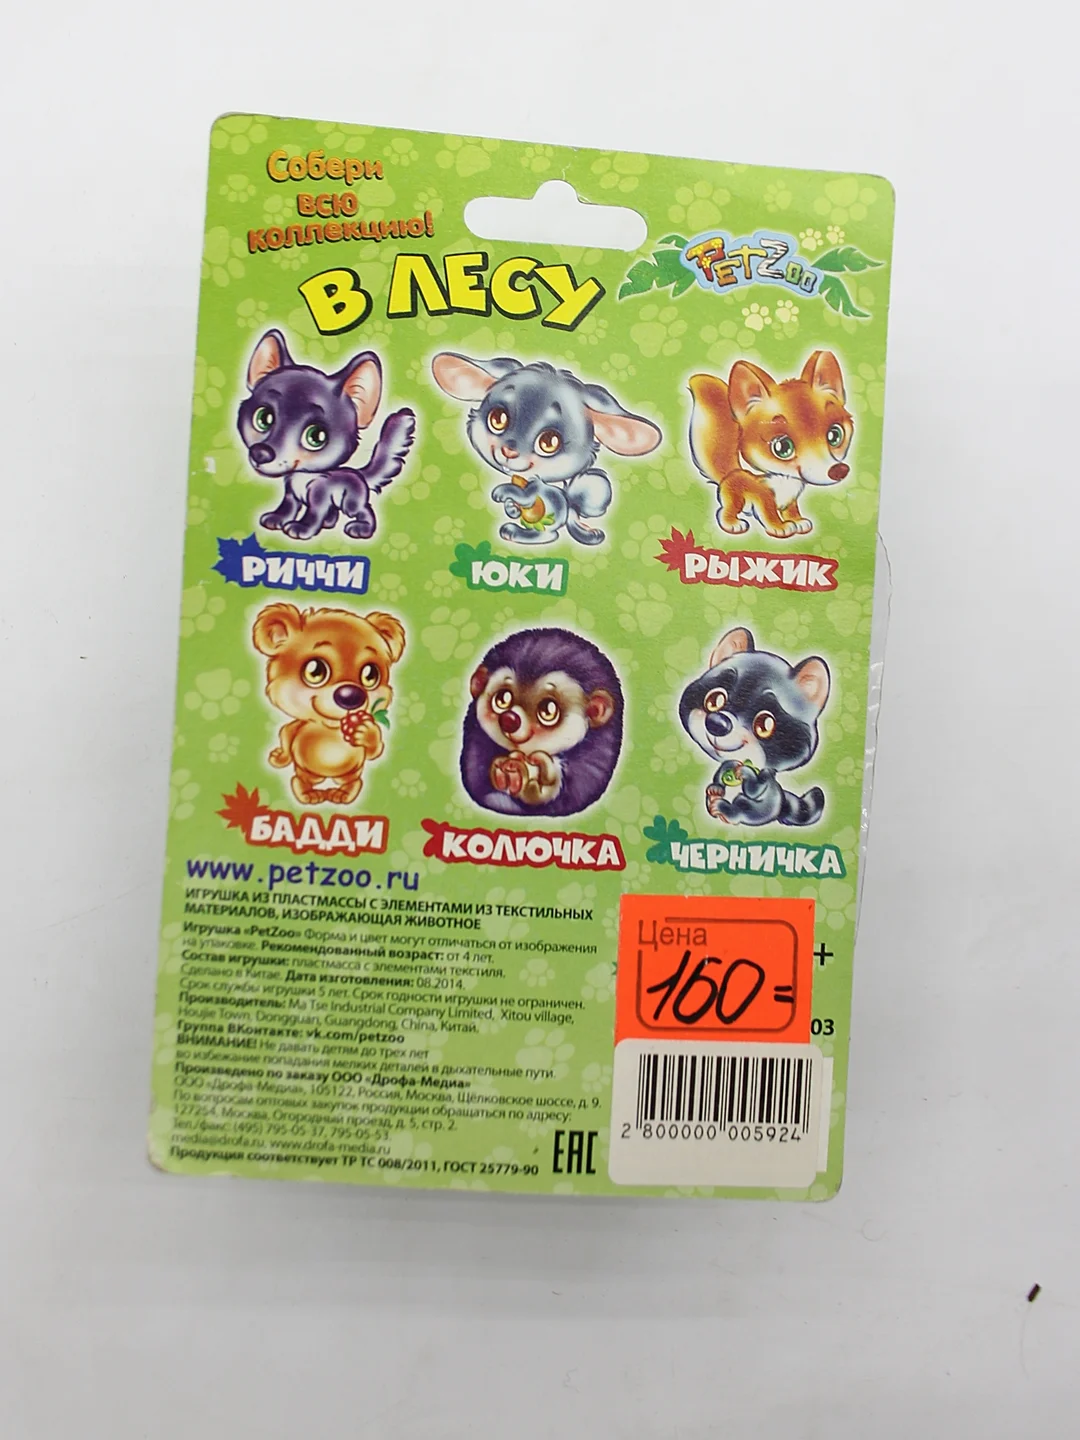 Собери
всю
коллекцию!
В ЛЕСУ
PetZoo
РИЧЧИ
ЮКИ
РЫЖИК
БАДДИ
КОЛЮЧКА
ЧЕРНИЧКА
www.petzoo.ru
ИГРУШКА ИЗ ПЛАСТМАССЫ С ЭЛЕМЕНТАМИ ИЗ ТЕКСТИЛЬНЫХ
МАТЕРИАЛОВ, ИЗОБРАЖАЮЩАЯ ЖИВОТНОЕ
Игрушка «PetZoo» Форма и цвет могут отличаться от изображения
на упаковке. Рекомендованный возраст: от 4 лет.
Состав игрушки: пластмасса с элементами текстиля.
Сделано в Китае. Дата изготовления: 08.2014.
Срок службы игрушки 5 лет. Срок годности игрушки не ограничен.
Производитель: Ma Tse Industrial Company Limited, Xitou village,
Houjie Town, Dongguan, Guangdong, China, Китай.
Группа ВКонтакте: vk.com/petzoo
ВНИМАНИЕ! Не давать детям до трех лет
во избежание попадания мелких деталей в дыхательные пути.
Произведено по заказу ООО «Дрофа-Медиа»
ООО «Дрофа-Медиа», 105122, Россия, Москва, Щёлковское шоссе, д. 9.
По вопросам оптовых закупок продукции обращаться по адресу:
127254, Москва, Огородный проезд, д. 5, стр. 2.
Тел./факс: (495) 795-05-37, 795-05-53.
media@drofa.ru, www.drofa-media.ru
Продукция соответствует ТР ТС 008/2011, ГОСТ 25779-90
ЕАС
Цена
160=
+
03
2 800000 005924